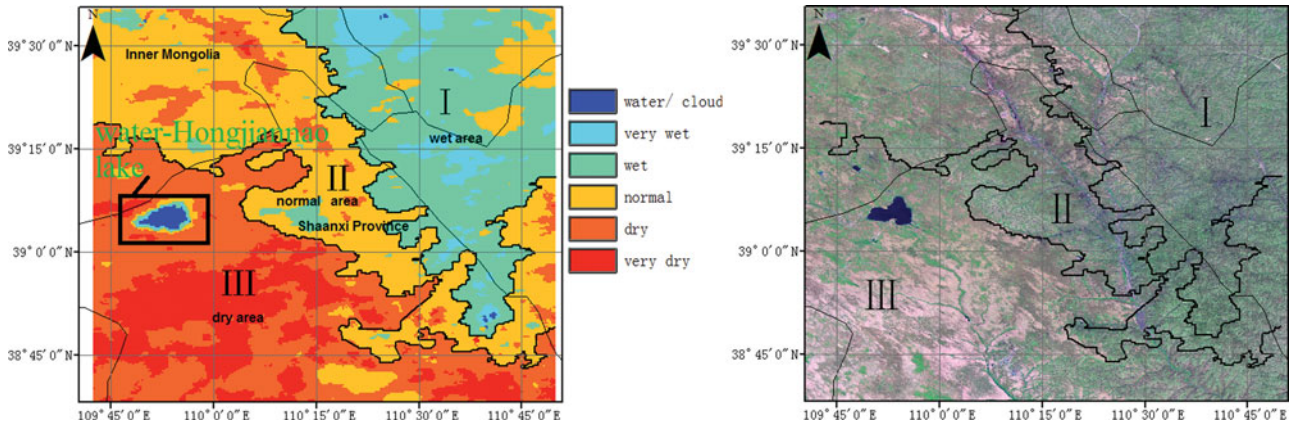 N
39° 30′ 0″N
39° 15′ 0″N
39° 0′ 0″N
38° 45′ 0″N
Inner Mongolia
I
wet area
water-Hongjiannao
lake
II
normal area
Shaanxi Province
III
dry area
109° 45′ 0″E
110° 0′ 0″E
110° 15′ 0″E
110° 30′ 0″E
110° 45′ 0″E
water/ cloud
very wet
wet
normal
dry
very dry
N
39° 30′ 0″N
39° 15′ 0″N
39° 0′ 0″N
38° 45′ 0″N
I
II
III
109° 45′ 0″E
110° 0′ 0″E
110° 15′ 0″E
110° 30′ 0″E
110° 45′ 0″E